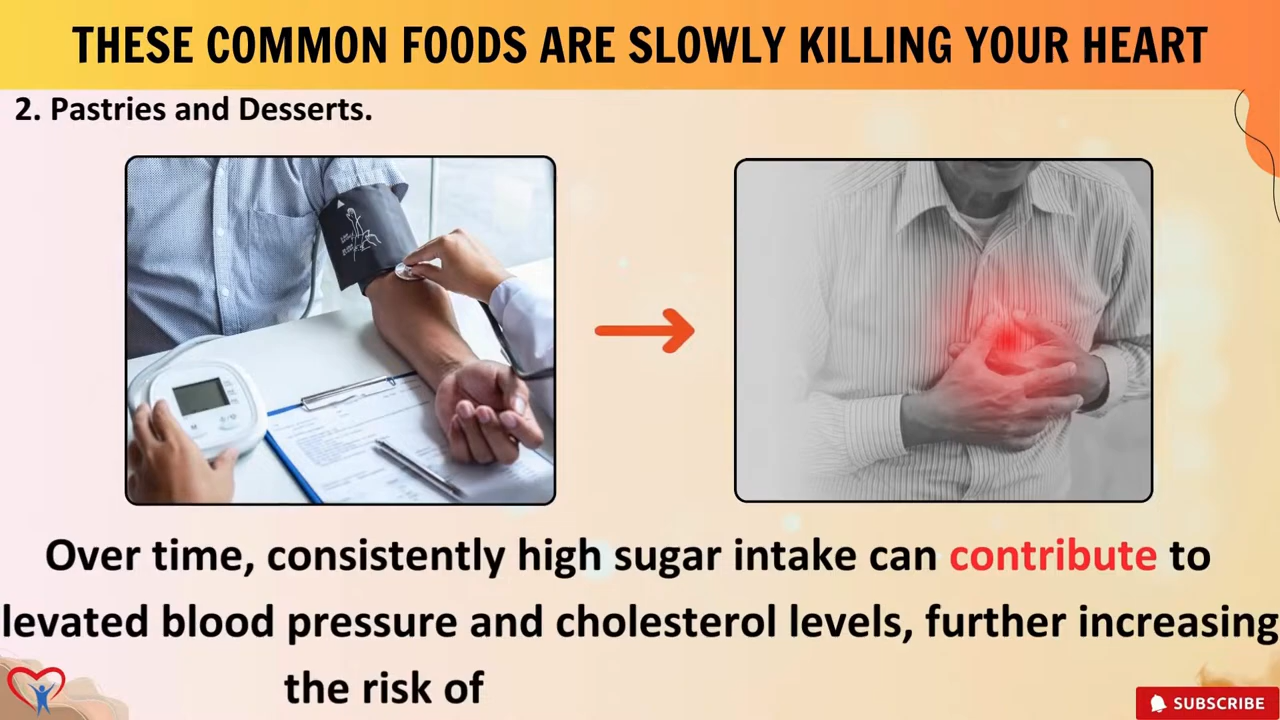 THESE COMMON FOODS ARE SLOWLY KILLING YOUR HEART
2. Pastries and Desserts.
Over time, consistently high sugar intake can contribute to
levated blood pressure and cholesterol levels, further increasing
the risk of
SUBSCRIBE